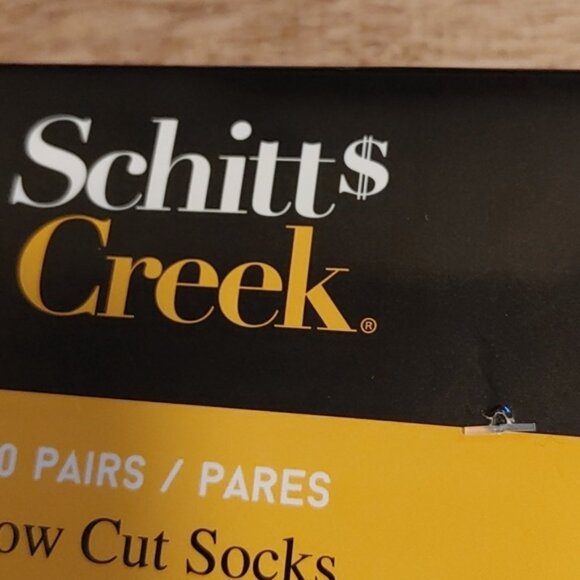 Schitt$
Creek®
0 PAIRS / PARES
ow Cut Socks